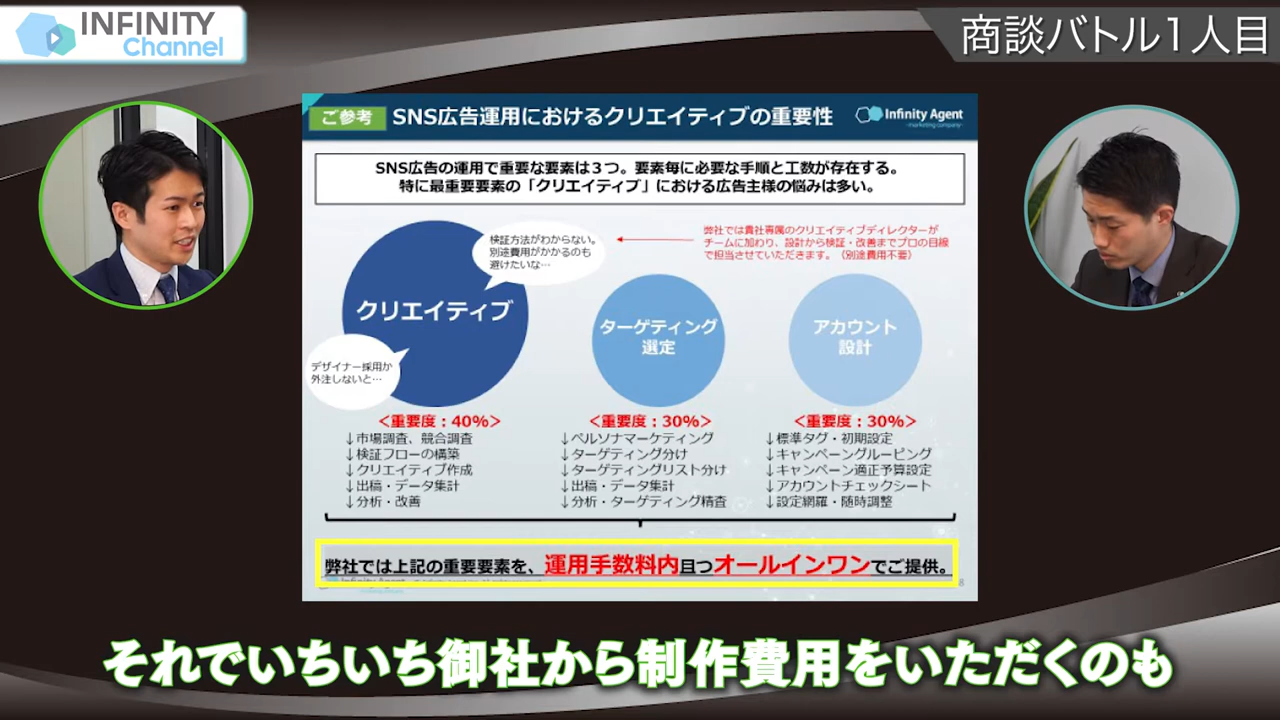 INFINITY
Channel
商談バトル1人目
ご参考
SNS広告運用におけるクリエイティブの重要性
Infinity Agent
-marketing company-
SNS広告の運用で重要な要素は３つ。要素毎に必要な手順と工数が存在する。
特に最重要要素の「クリエイティブ」における広告主様の悩みは多い。
検証方法がわからない。
別途費用がかかるのも
避けたいな…
弊社では貴社専属のクリエイティブディレクターが
チームに加わり、設計から検証・改善までプロの目線
で担当させていただきます。（別途費用不要）
クリエイティブ
ターゲティング
選定
アカウント
設計
デザイナー採用か
外注しないと…
＜重要度：40%＞
↓市場調査、競合調査
↓検証フローの構築
↓クリエイティブ作成
↓出稿・データ集計
↓分析・改善
＜重要度：30%＞
↓ペルソナマーケティング
↓ターゲティング分け
↓ターゲティングリスト分け
↓出稿・データ集計
↓分析・ターゲティング精査
＜重要度：30%＞
↓標準タグ・初期設定
↓キャンペーングルーピング
↓キャンペーン適正予算設定
↓アカウントチェックシート
↓設定網羅・随時調整
弊社では上記の重要要素を、運用手数料内且つオールインワンでご提供。
Infinity Agent
それでいちいち御社から制作費用をいただくのも